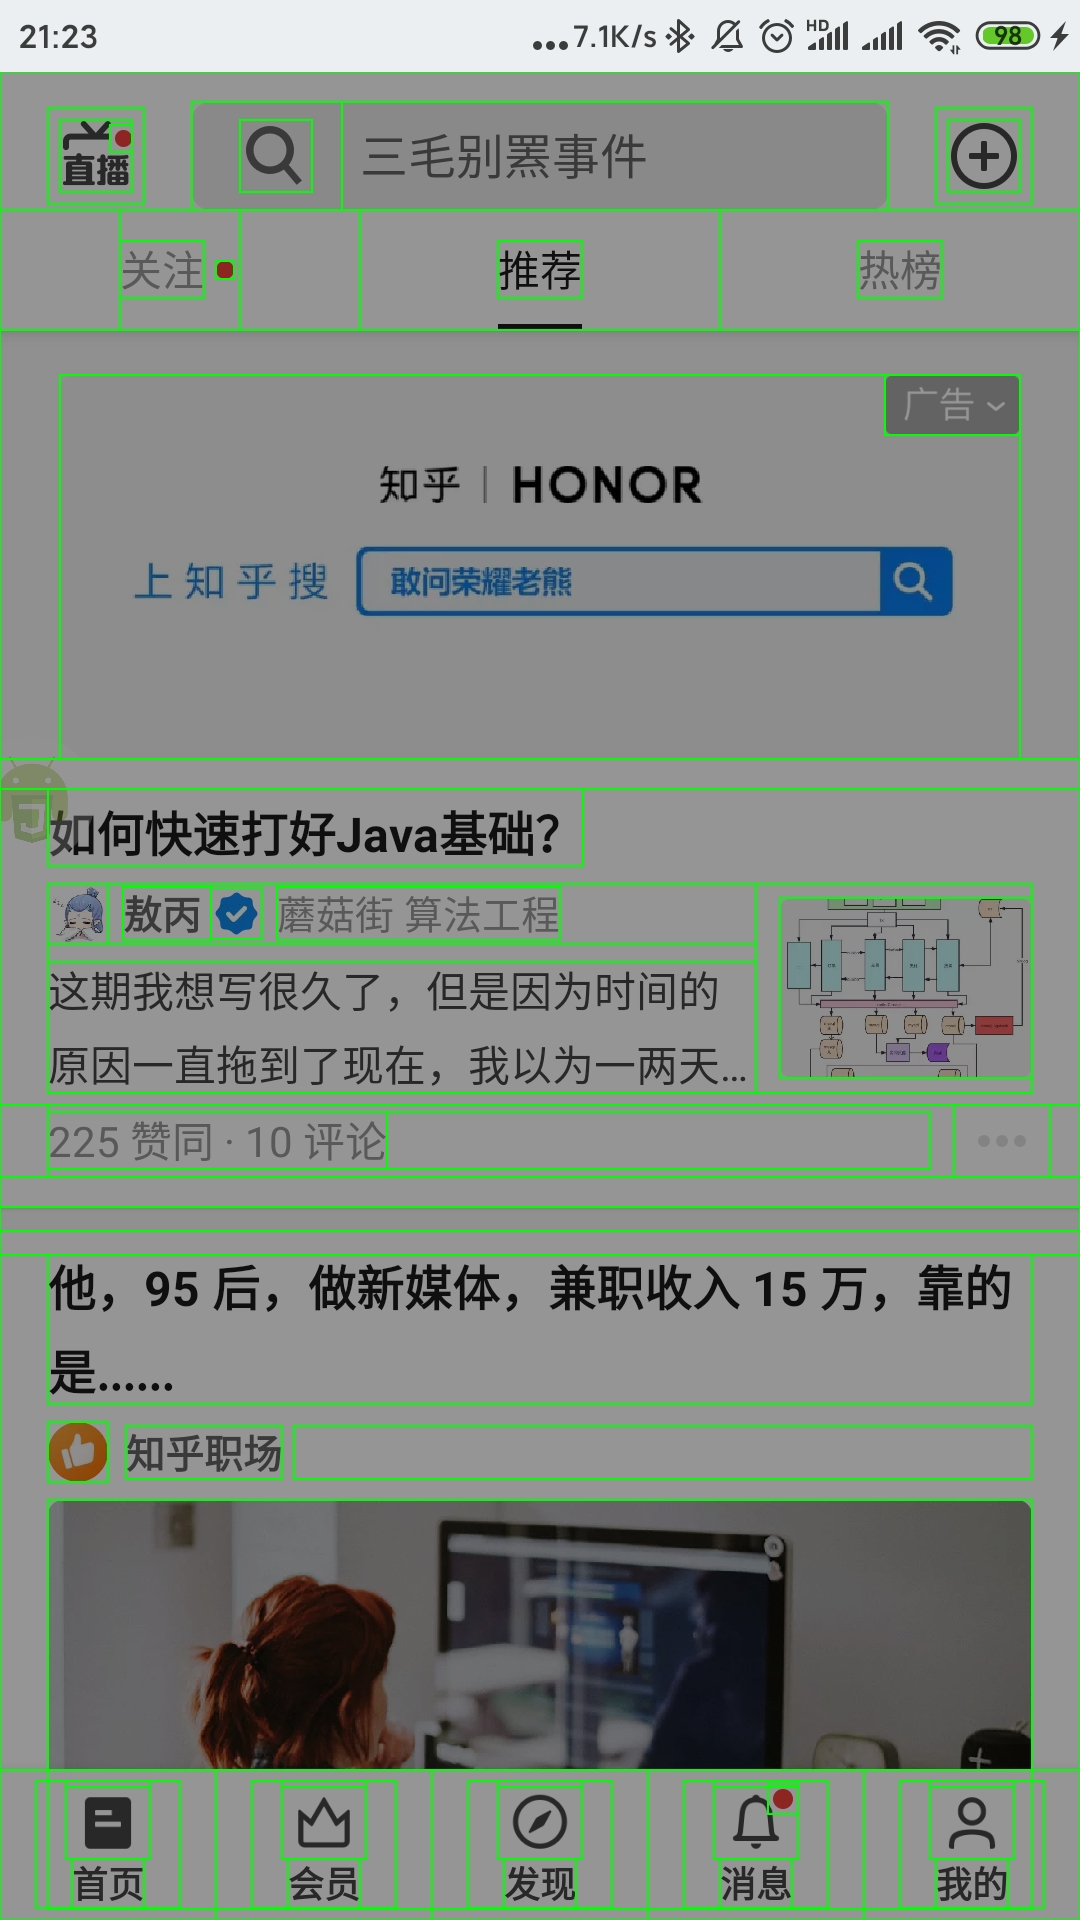 21:23
...7.1K/s HD 98
直播
三毛别罴事件
关注
推荐
热榜
广告
知乎 | HONOR
上知乎搜
敢问荣耀老熊
如何快速打好Java基础?
敖丙
蘑菇街 算法工程
这期我想写很久了，但是因为时间的
原因一直拖到了现在，我以为一两天...
225 赞同 · 10 评论
他，95 后，做新媒体，兼职收入 15 万，靠的
是......
知乎职场
首页
会员
发现
消息
我的